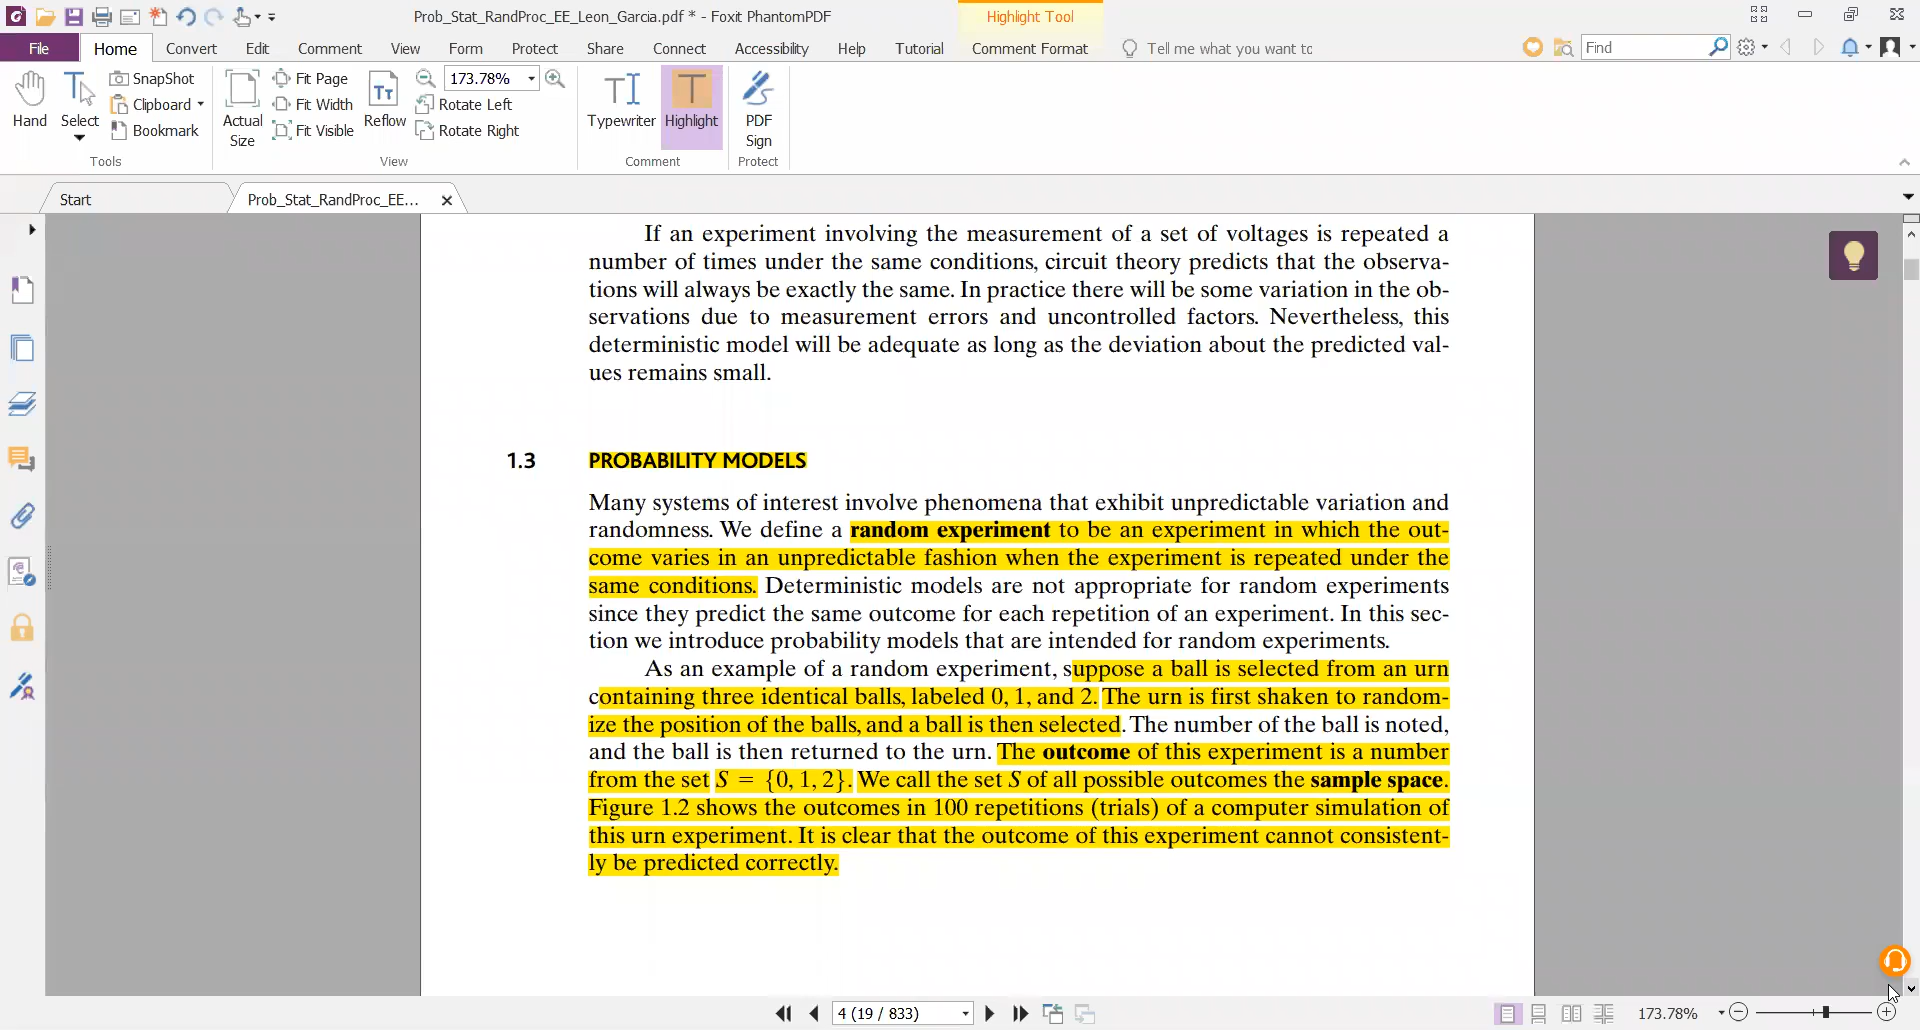 Prob_Stat_RandProc_EE_Leon_Garcia.pdf * - Foxit PhantomPDF
Highlight Tool
File Home Convert Edit Comment View Form Protect Share Connect Accessibility Help Tutorial Comment Format Tell me what you want to Find
Hand
Select
SnapShot
Clipboard
Bookmark
Tools
Actual
Size
Fit Page
Fit Width
Fit Visible
Reflow
173.78%
Rotate Left
Rotate Right
View
Typewriter
Highlight
Comment
PDF
Sign
Protect
Start Prob_Stat_RandProc_EE...
If an experiment involving the measurement of a set of voltages is repeated a
number of times under the same conditions, circuit theory predicts that the observa-
tions will always be exactly the same. In practice there will be some variation in the ob-
servations due to measurement errors and uncontrolled factors. Nevertheless, this
deterministic model will be adequate as long as the deviation about the predicted val-
ues remains small.
1.3 PROBABILITY MODELS
Many systems of interest involve phenomena that exhibit unpredictable variation and
randomness. We define a random experiment to be an experiment in which the out-
come varies in an unpredictable fashion when the experiment is repeated under the
same conditions. Deterministic models are not appropriate for random experiments
since they predict the same outcome for each repetition of an experiment. In this sec-
tion we introduce probability models that are intended for random experiments.
As an example of a random experiment, suppose a ball is selected from an urn
containing three identical balls, labeled 0, 1, and 2. The urn is first shaken to random-
ize the position of the balls, and a ball is then selected. The number of the ball is noted,
and the ball is then returned to the urn. The outcome of this experiment is a number
from the set S = {0, 1, 2}. We call the set S of all possible outcomes the sample space.
Figure 1.2 shows the outcomes in 100 repetitions (trials) of a computer simulation of
this urn experiment. It is clear that the outcome of this experiment cannot consistent-
ly be predicted correctly.
4 (19 / 833) 173.78%